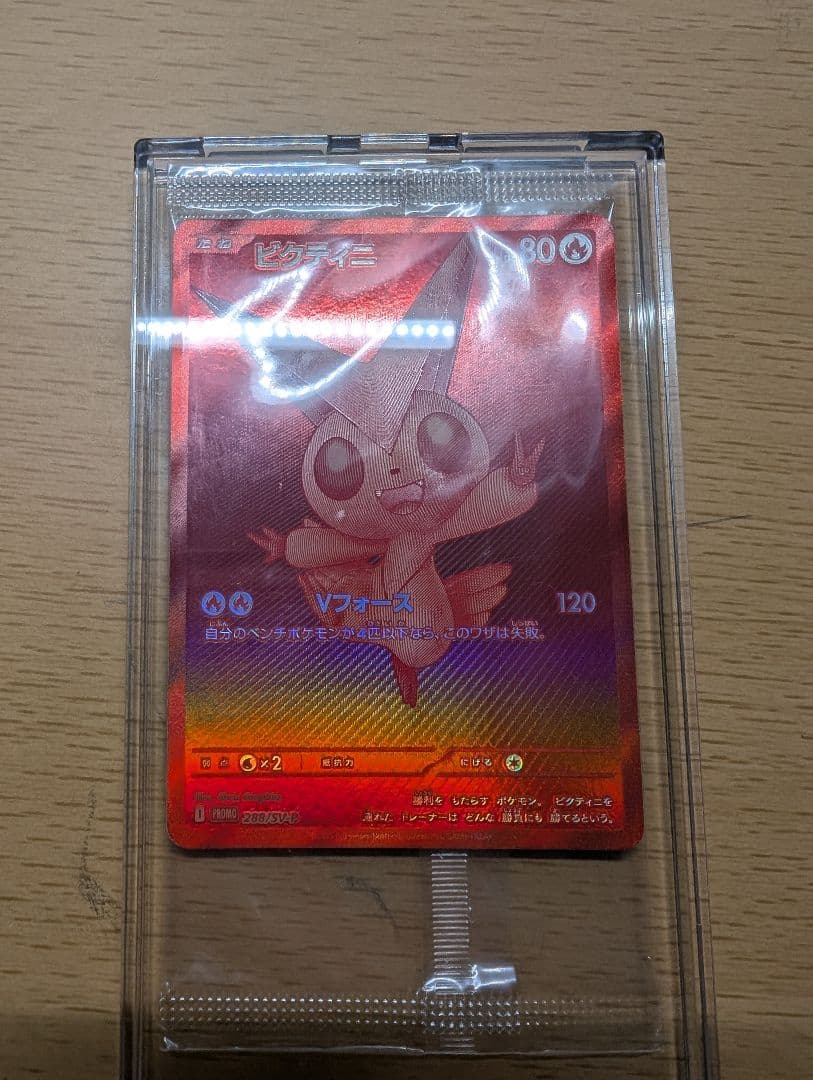 たね ビクティニ 80
Vフォース 120
自分のベンチポケモンが4匹以下なら、このワザは失敗。
弱点 ×2 抵抗力 にげる
勝利を もたらす ポケモン。 ビクティニを
連れた トレーナーは どんな 勝負にも 勝てるという。
I PROMO 288/SV-P